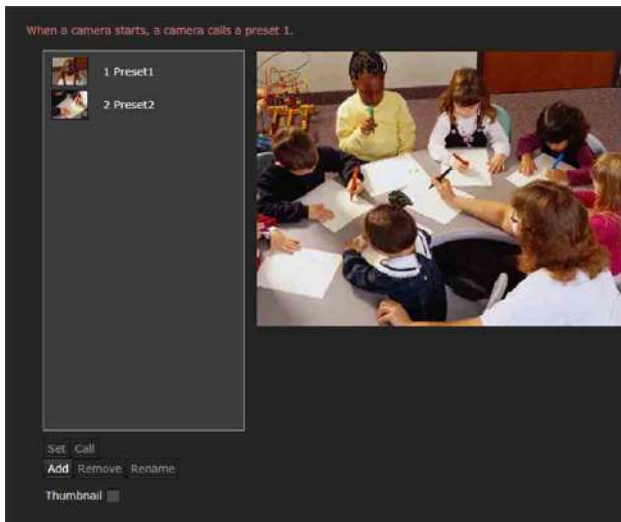 When a camera starts, a camera calls a preset 1.
1 Preset1
2 Preset2
Set Call
Add Remove Rename
Thumbnail